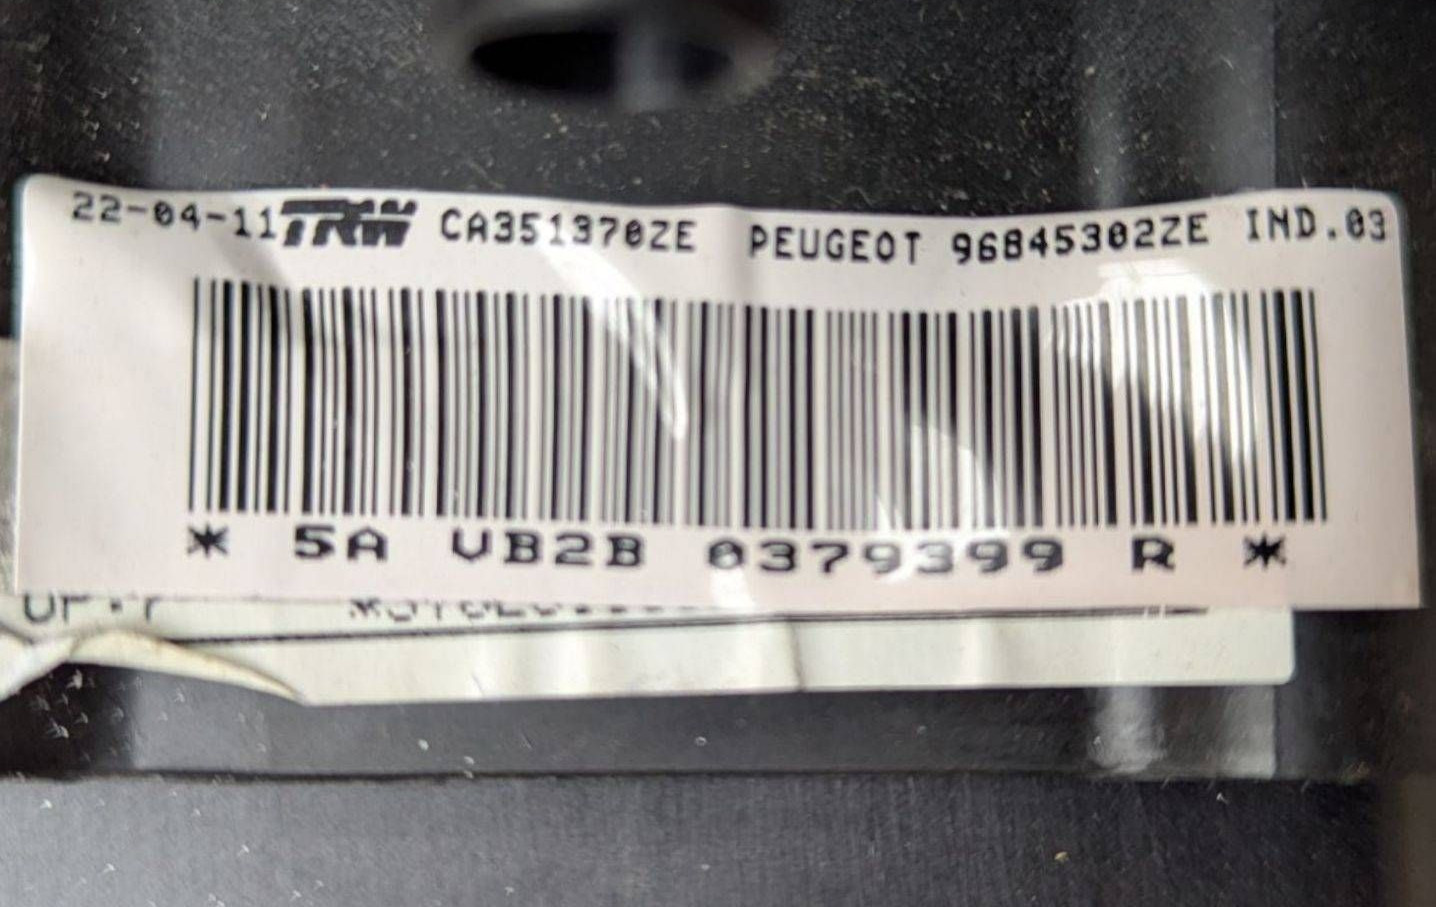 22-04-11 TRW CA351370ZE PEUGEOT 96845302ZE IND.03
* 5A VB2B 0379399 R *